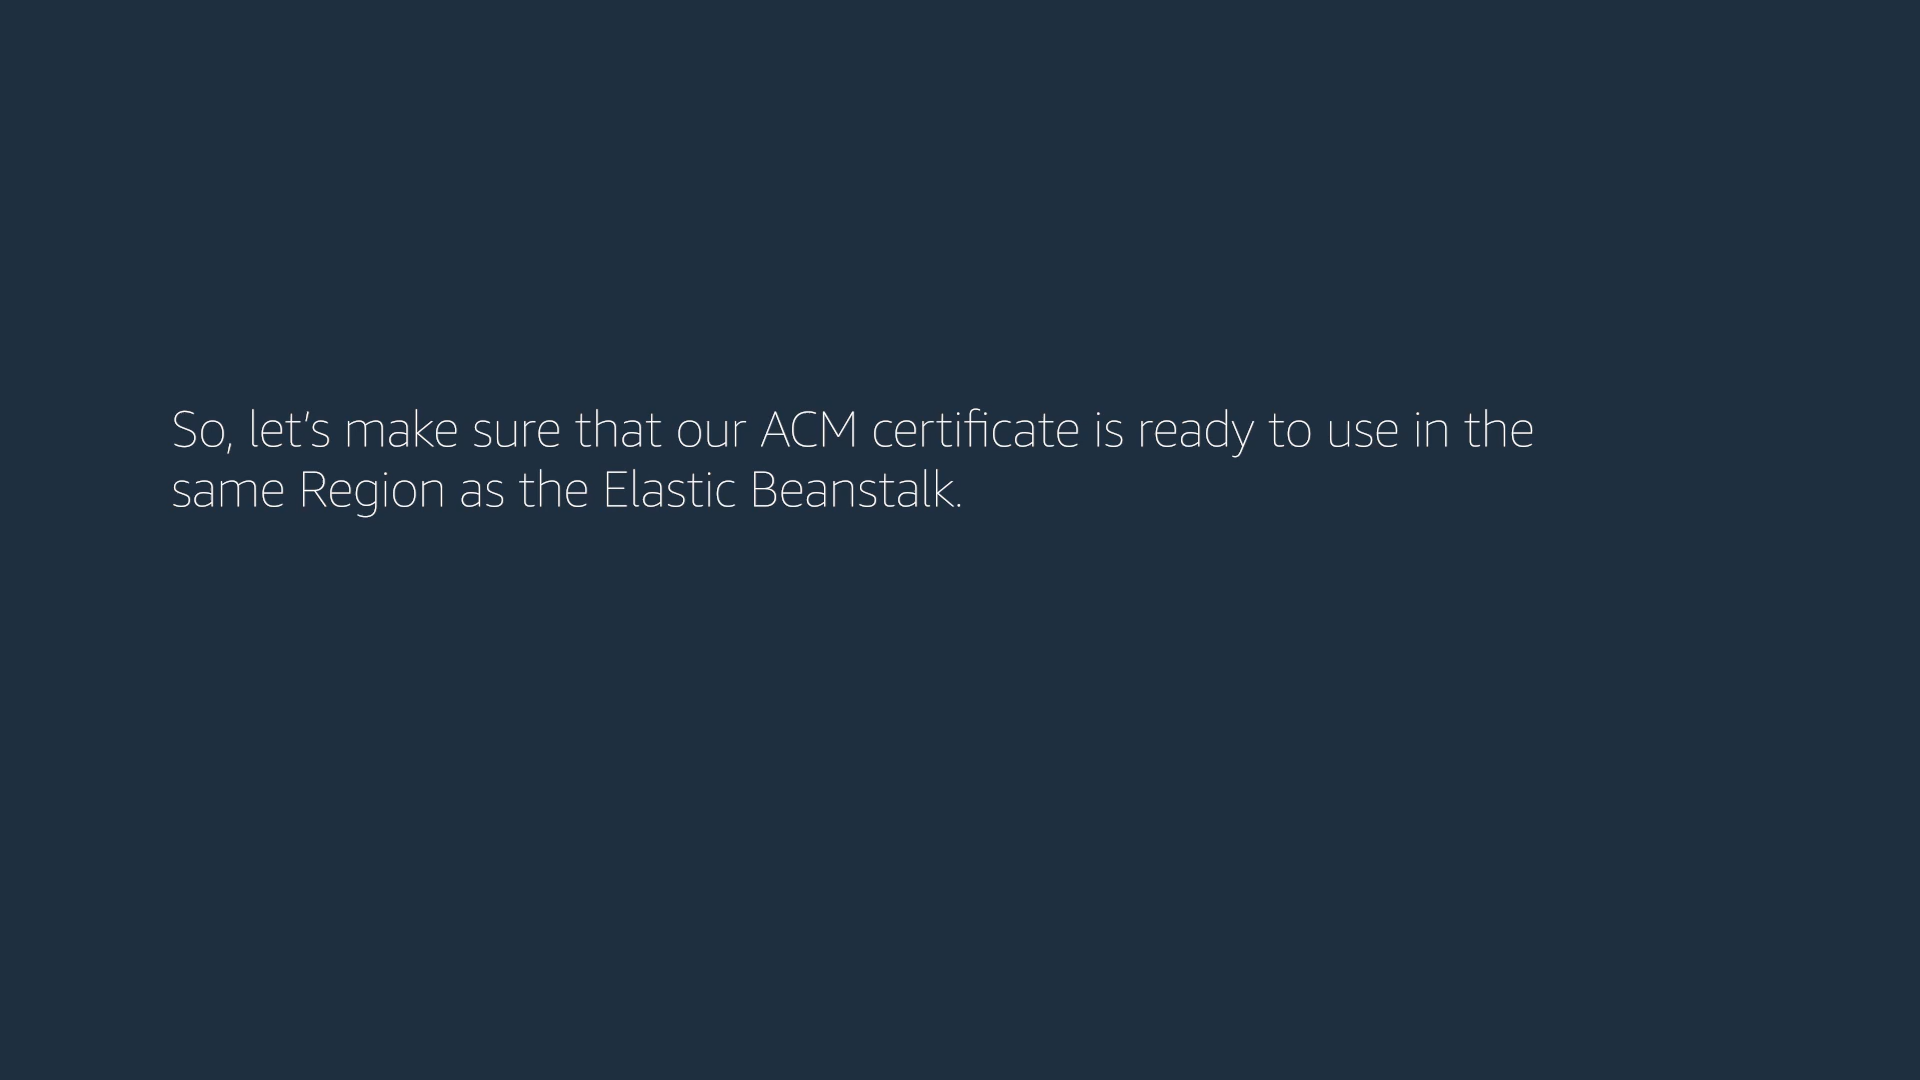 So, let’s make sure that our ACM certificate is ready to use in the
same Region as the Elastic Beanstalk.